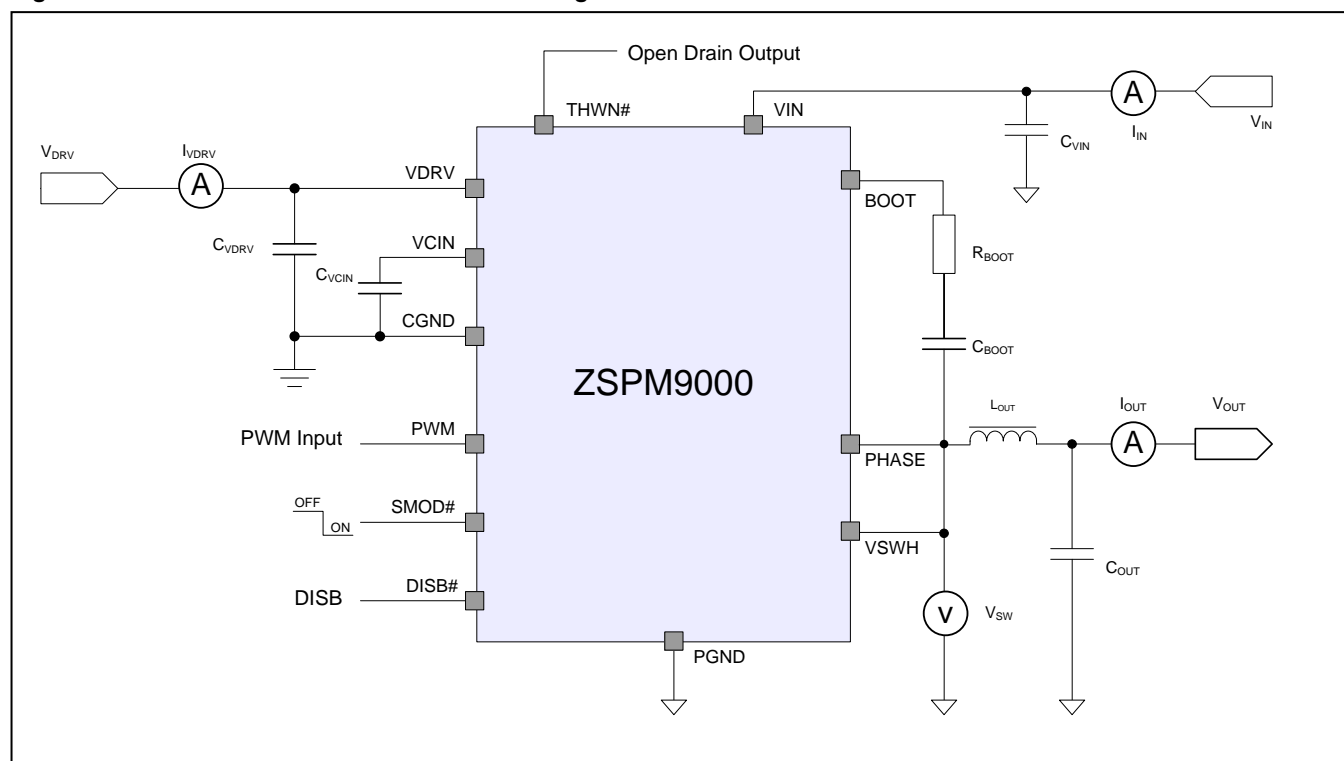 Open Drain Output
THWN#
VIN
A
IIN
VIN
CVIN
VDRV
IVDRV
A
VDRV
BOOT
CVDRV
VCIN
CVCIN
RBOOT
CGND
CBOOT
ZSPM9000
PWM Input
PWM
PHASE
LOUT
IOUT
A
VOUT
OFF
ON
SMOD#
VSWH
COUT
DISB
DISB#
V
VSW
PGND